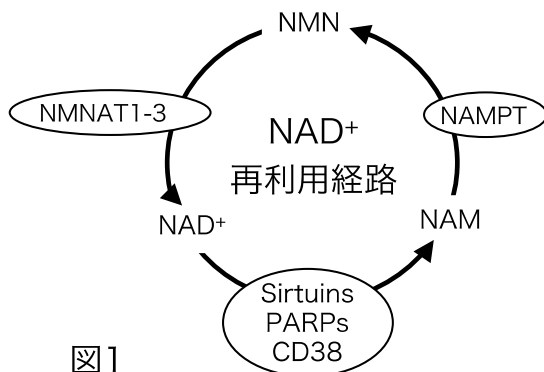 NMN
NMNAT1-3
NAMPT
NAD⁺
再利用経路
NAD⁺
NAM
Sirtuins
PARPs
CD38
図1